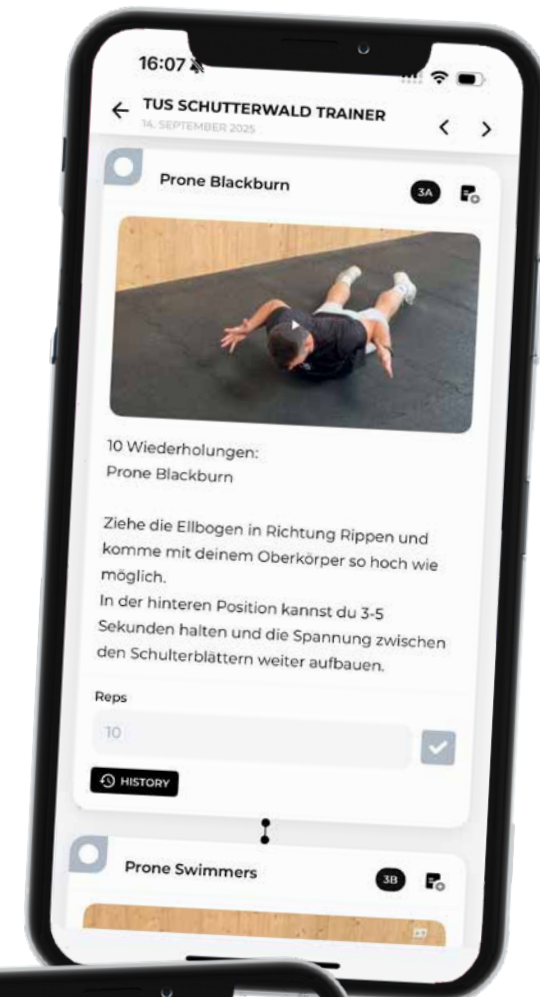 16:07
TUS SCHUTTERWALD TRAINER
14. SEPTEMBER 2025
Prone Blackburn
3A
10 Wiederholungen:
Prone Blackburn
Ziehe die Ellbogen in Richtung Rippen und
komme mit deinem Oberkörper so hoch wie
möglich.
In der hinteren Position kannst du 3-5
Sekunden halten und die Spannung zwischen
den Schulterblättern weiter aufbauen.
Reps
10
HISTORY
Prone Swimmers
3B